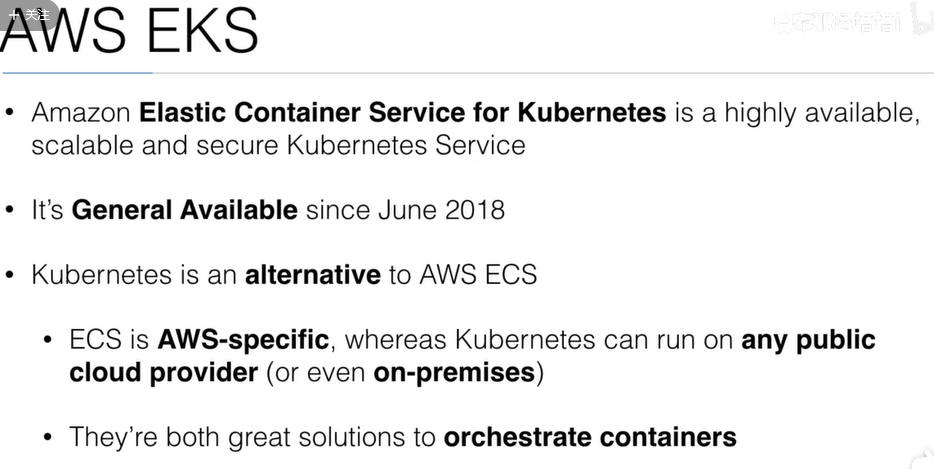 + 关注
AWS EKS
• Amazon Elastic Container Service for Kubernetes is a highly available,
scalable and secure Kubernetes Service
• It's General Available since June 2018
• Kubernetes is an alternative to AWS ECS
• ECS is AWS-specific, whereas Kubernetes can run on any public
cloud provider (or even on-premises)
• They're both great solutions to orchestrate containers